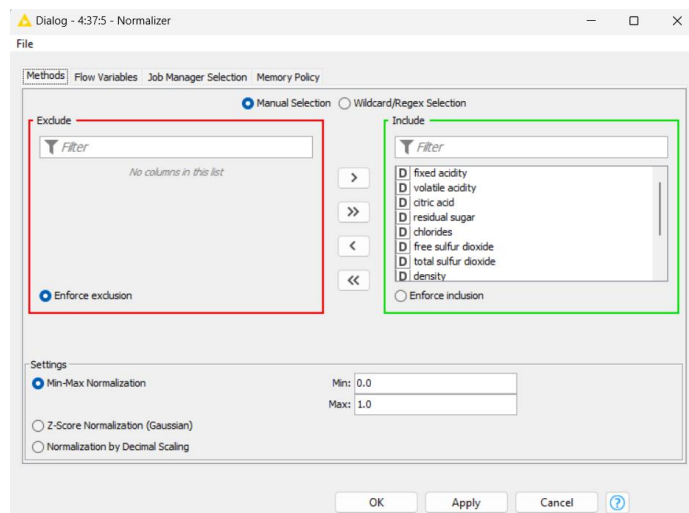 Dialog - 4:37:5 - Normalizer
File
Methods Flow Variables Job Manager Selection Memory Policy
Manual Selection Wildcard/Regex Selection
Exclude
Filter
No columns in this list
Enforce exclusion
>
>>
<
<<
Include
Filter
D fixed acidity
D volatile acidity
D citric acid
D residual sugar
D chlorides
D free sulfur dioxide
D total sulfur dioxide
D density
Enforce inclusion
Settings
Min-Max Normalization Min: 0.0
Max: 1.0
Z-Score Normalization (Gaussian)
Normalization by Decimal Scaling
OK Apply Cancel ?